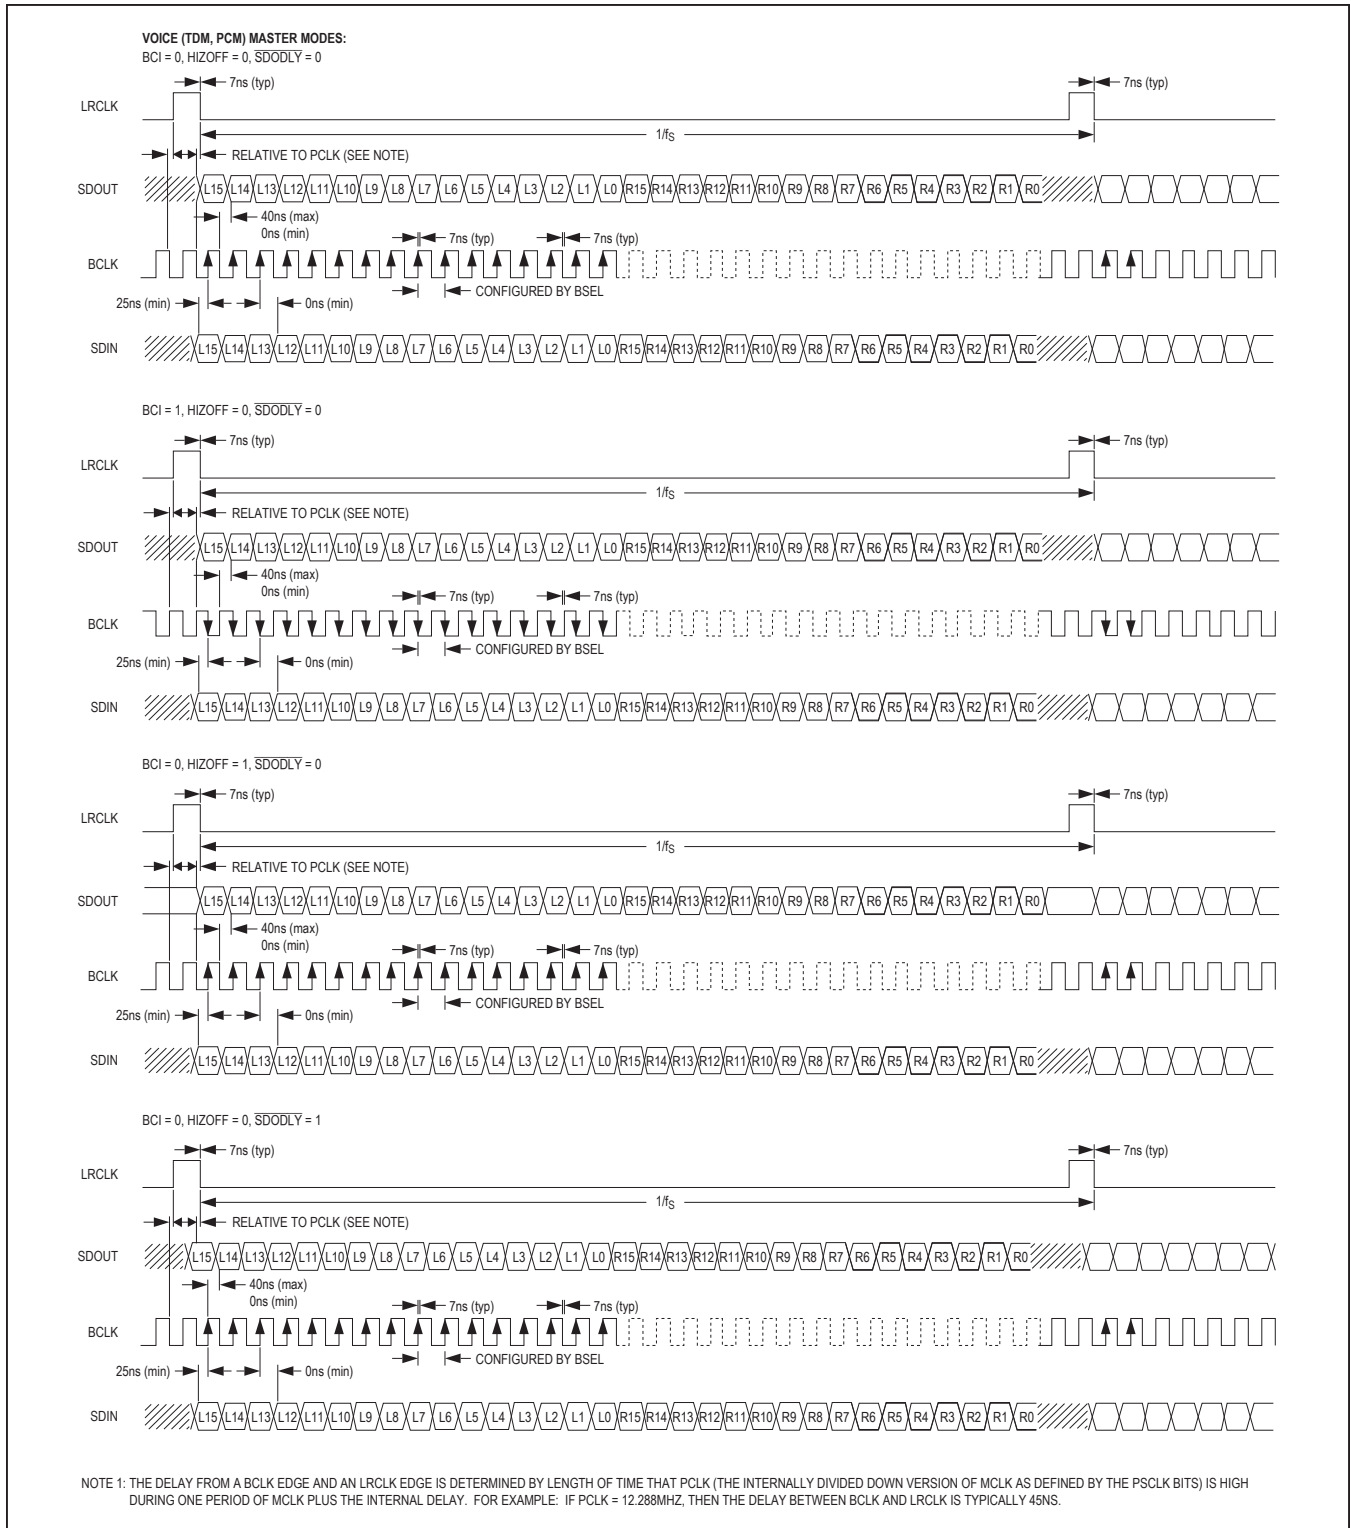 VOICE (TDM, PCM) MASTER MODES:
BCI = 0, HIZOFF = 0, SDODLY = 0
7ns (typ) 7ns (typ)
LRCLK
1/fS
RELATIVE TO PCLK (SEE NOTE)
SDOUT L15 L14 L13 L12 L11 L10 L9 L8 L7 L6 L5 L4 L3 L2 L1 L0 R15 R14 R13 R12 R11 R10 R9 R8 R7 R6 R5 R4 R3 R2 R1 R0
40ns (max)
0ns (min) 7ns (typ) 7ns (typ)
BCLK
CONFIGURED BY BSEL
25ns (min) 0ns (min)
SDIN L15 L14 L13 L12 L11 L10 L9 L8 L7 L6 L5 L4 L3 L2 L1 L0 R15 R14 R13 R12 R11 R10 R9 R8 R7 R6 R5 R4 R3 R2 R1 R0
BCI = 1, HIZOFF = 0, SDODLY = 0
7ns (typ) 7ns (typ)
LRCLK
1/fS
RELATIVE TO PCLK (SEE NOTE)
SDOUT L15 L14 L13 L12 L11 L10 L9 L8 L7 L6 L5 L4 L3 L2 L1 L0 R15 R14 R13 R12 R11 R10 R9 R8 R7 R6 R5 R4 R3 R2 R1 R0
40ns (max)
0ns (min) 7ns (typ) 7ns (typ)
BCLK
CONFIGURED BY BSEL
25ns (min) 0ns (min)
SDIN L15 L14 L13 L12 L11 L10 L9 L8 L7 L6 L5 L4 L3 L2 L1 L0 R15 R14 R13 R12 R11 R10 R9 R8 R7 R6 R5 R4 R3 R2 R1 R0
BCI = 0, HIZOFF = 1, SDODLY = 0
7ns (typ) 7ns (typ)
LRCLK
1/fS
RELATIVE TO PCLK (SEE NOTE)
SDOUT L15 L14 L13 L12 L11 L10 L9 L8 L7 L6 L5 L4 L3 L2 L1 L0 R15 R14 R13 R12 R11 R10 R9 R8 R7 R6 R5 R4 R3 R2 R1 R0
40ns (max)
0ns (min) 7ns (typ) 7ns (typ)
BCLK
CONFIGURED BY BSEL
25ns (min) 0ns (min)
SDIN L15 L14 L13 L12 L11 L10 L9 L8 L7 L6 L5 L4 L3 L2 L1 L0 R15 R14 R13 R12 R11 R10 R9 R8 R7 R6 R5 R4 R3 R2 R1 R0
BCI = 0, HIZOFF = 0, SDODLY = 1
7ns (typ) 7ns (typ)
LRCLK
1/fS
RELATIVE TO PCLK (SEE NOTE)
SDOUT L15 L14 L13 L12 L11 L10 L9 L8 L7 L6 L5 L4 L3 L2 L1 L0 R15 R14 R13 R12 R11 R10 R9 R8 R7 R6 R5 R4 R3 R2 R1 R0
40ns (max)
0ns (min) 7ns (typ) 7ns (typ)
BCLK
CONFIGURED BY BSEL
25ns (min) 0ns (min)
SDIN L15 L14 L13 L12 L11 L10 L9 L8 L7 L6 L5 L4 L3 L2 L1 L0 R15 R14 R13 R12 R11 R10 R9 R8 R7 R6 R5 R4 R3 R2 R1 R0
NOTE 1: THE DELAY FROM A BCLK EDGE AND AN LRCLK EDGE IS DETERMINED BY LENGTH OF TIME THAT PCLK (THE INTERNALLY DIVIDED DOWN VERSION OF MCLK AS DEFINED BY THE PSCLK BITS) IS HIGH
DURING ONE PERIOD OF MCLK PLUS THE INTERNAL DELAY. FOR EXAMPLE: IF PCLK = 12.288MHZ, THEN THE DELAY BETWEEN BCLK AND LRCLK IS TYPICALLY 45NS.